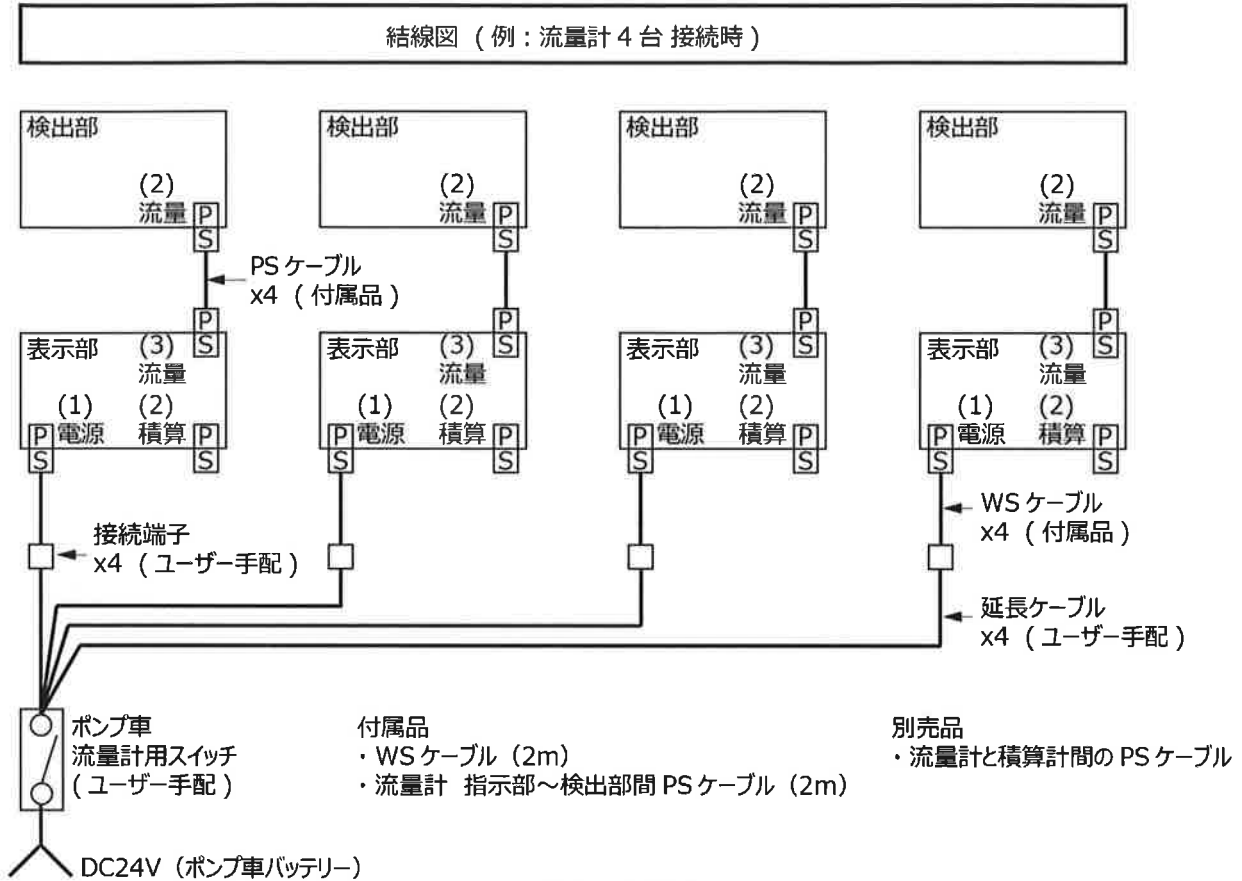 結線図 (例:流量計4台 接続時)
検出部
(2)
流量 P
S
検出部
(2)
流量 P
S
検出部
(2)
流量 P
S
検出部
(2)
流量 P
S
PS ケーブル
x4 (付属品)
P
表示部 (3) S
流量
(1) (2)
P 電源 積算 P
S S
P
表示部 (3) S
流量
(1) (2)
P 電源 積算 P
S S
P
表示部 (3) S
流量
(1) (2)
P 電源 積算 P
S S
P
表示部 (3) S
流量
(1) (2)
P 電源 積算 P
S S
接続端子
x4 (ユーザー手配)
WS ケーブル
x4 (付属品)
延長ケーブル
x4 (ユーザー手配)
ポンプ車
流量計用スイッチ
(ユーザー手配)
付属品
・WS ケーブル (2m)
・流量計 指示部～検出部間 PS ケーブル (2m)
別売品
・流量計と積算計間の PS ケーブル
DC24V (ポンプ車バッテリー)